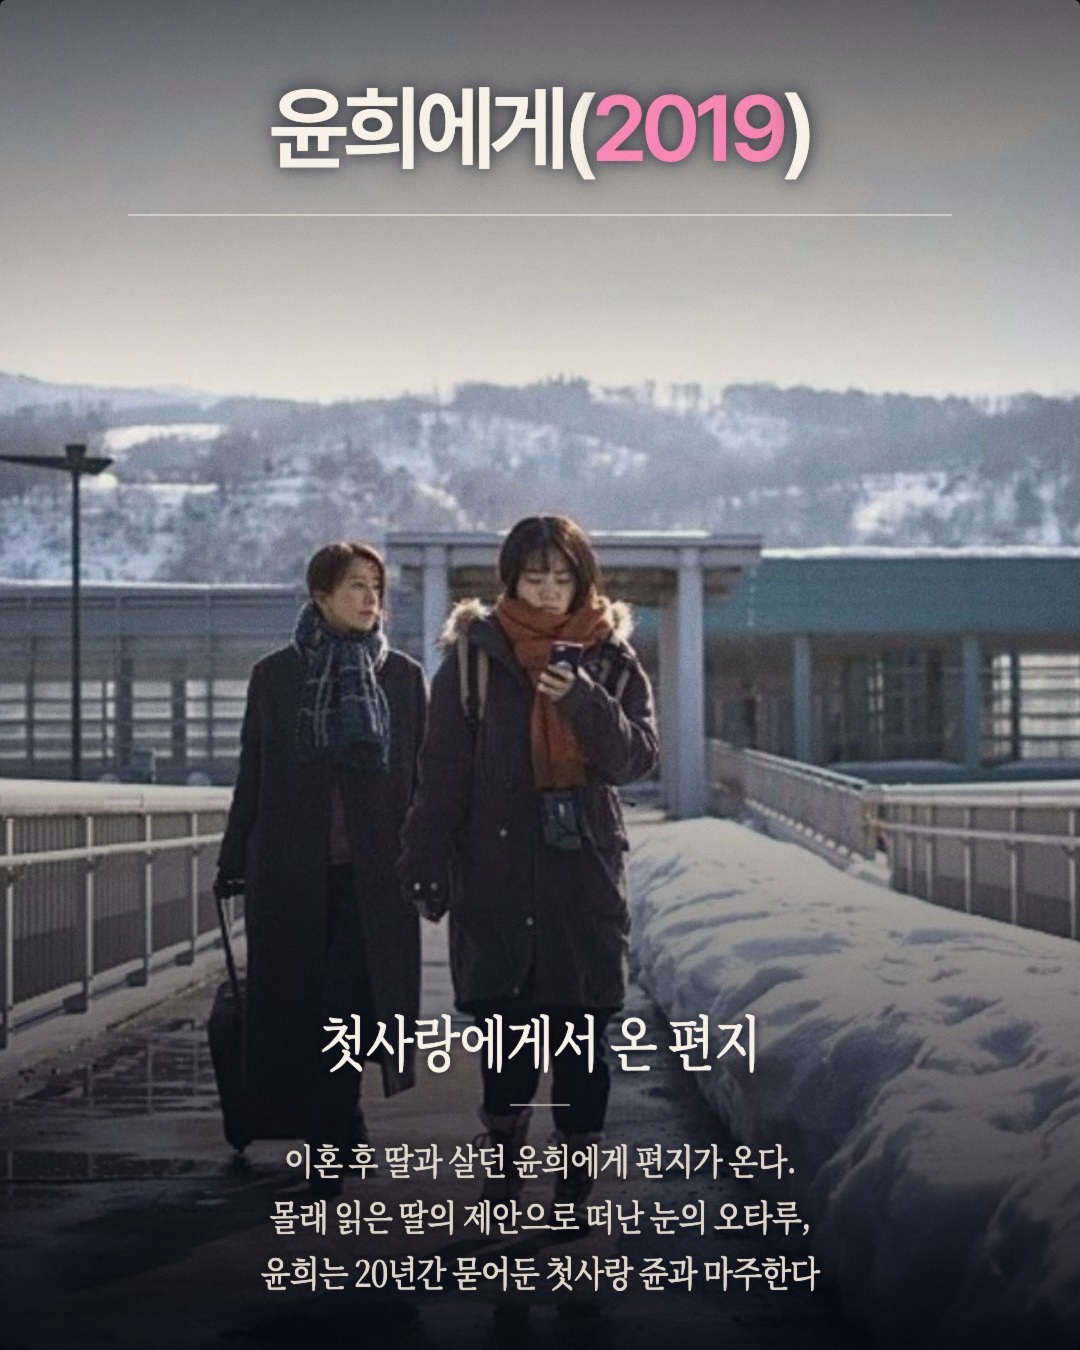 윤희에게(2019)
첫사랑에게서 온 편지
이혼 후 딸과 살던 윤희에게 편지가 온다.
몰래 읽은 딸의 제안으로 떠난 눈의 오타루,
윤희는 20년간 묻어둔 첫사랑 쥰과 마주한다